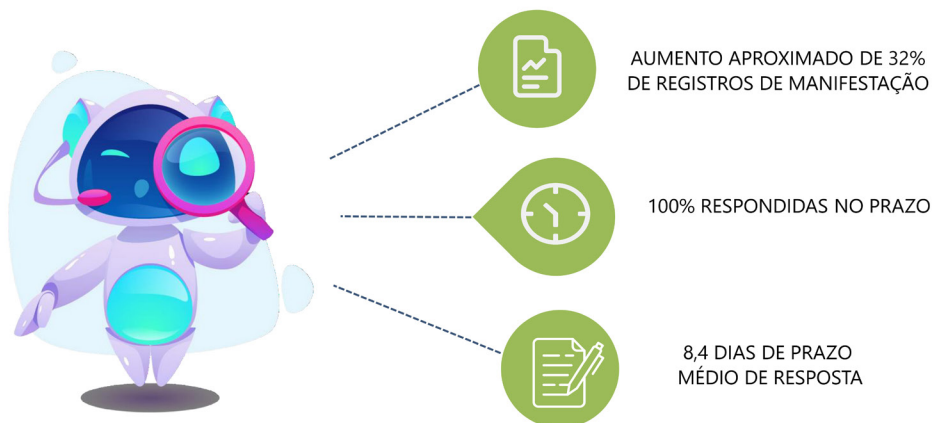 AUMENTO APROXIMADO DE 32%
DE REGISTROS DE MANIFESTAÇÃO
100% RESPONDIDAS NO PRAZO
8,4 DIAS DE PRAZO
MÉDIO DE RESPOSTA